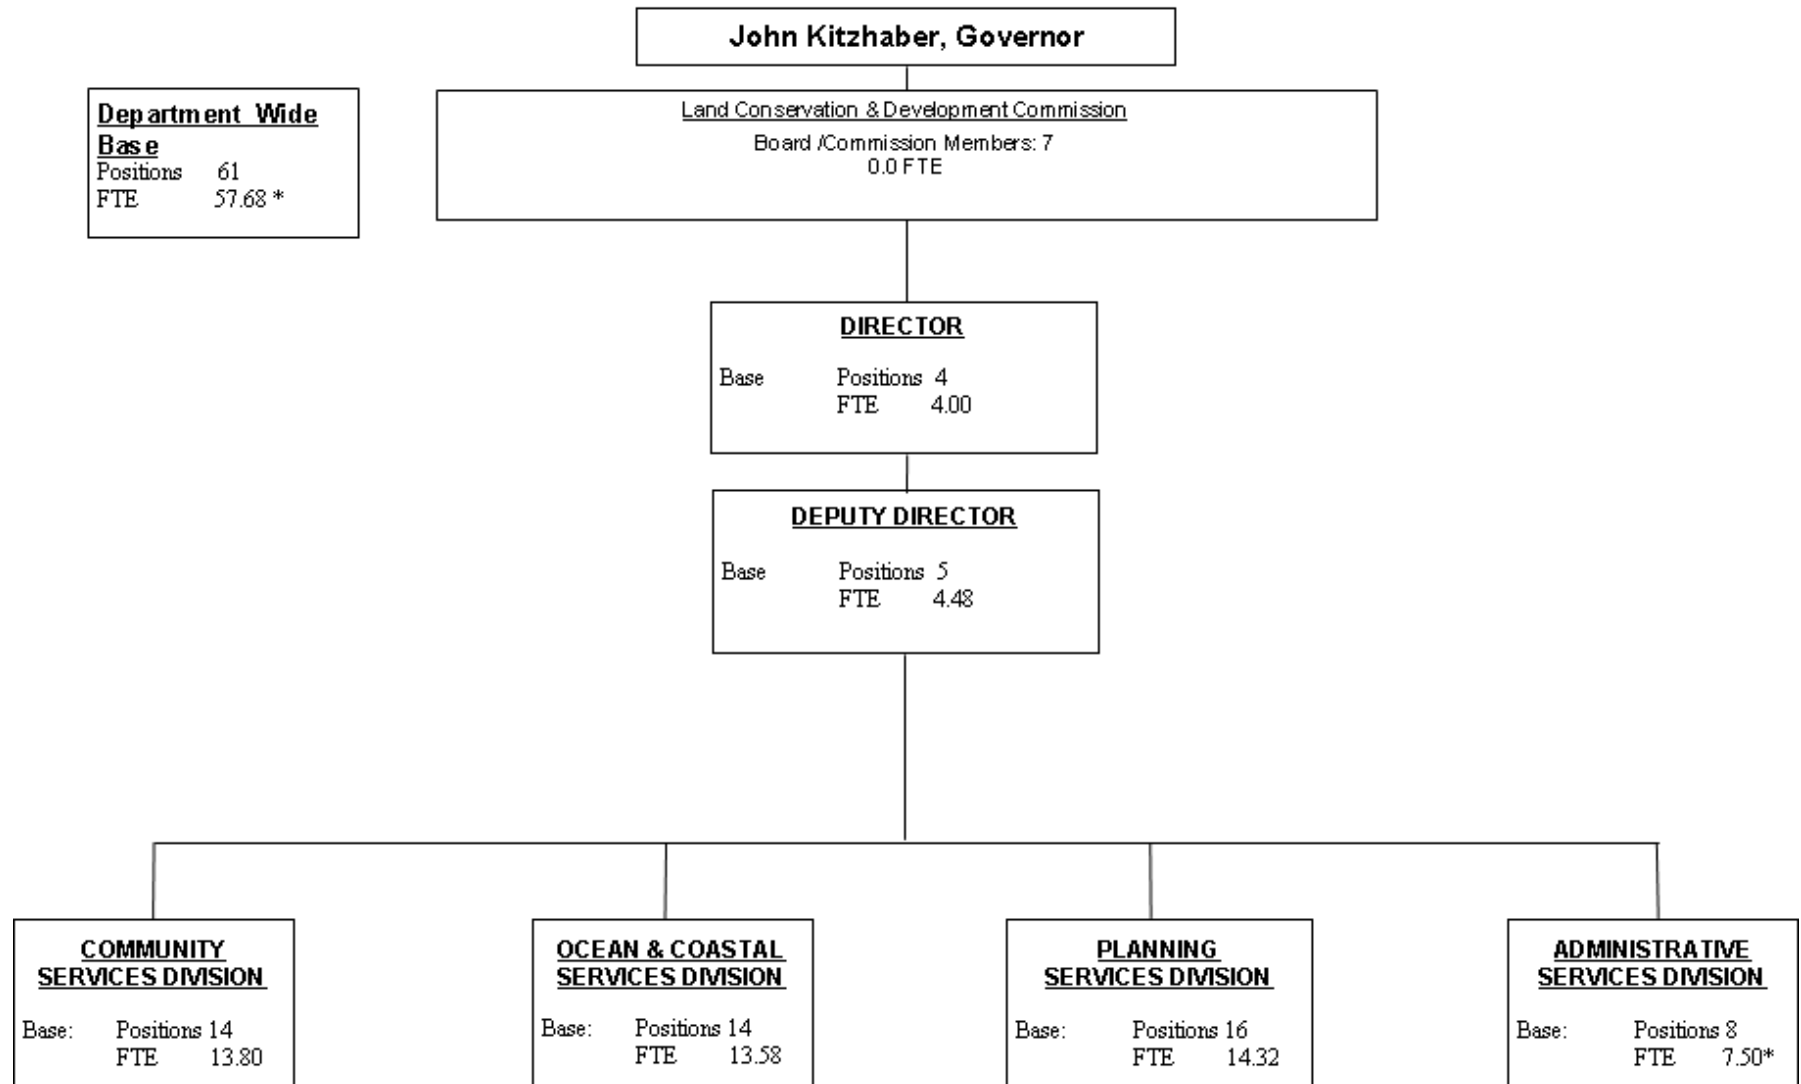 John Kitzhaber, Governor
Department Wide
Base
Positions 61
FTE 57.68 *
Land Conservation & Development Commission
Board /Commission Members: 7
0.0 FTE
DIRECTOR
Base Positions 4
FTE 4.00
DEPUTY DIRECTOR
Base Positions 5
FTE 4.48
COMMUNITY
SERVICES DIVISION
Base: Positions 14
FTE 13.80
OCEAN & COASTAL
SERVICES DIVISION
Base: Positions 14
FTE 13.58
PLANNING
SERVICES DIVISION
Base: Positions 16
FTE 14.32
ADMINISTRATIVE
SERVICES DIVISION
Base: Positions 8
FTE 7.50*